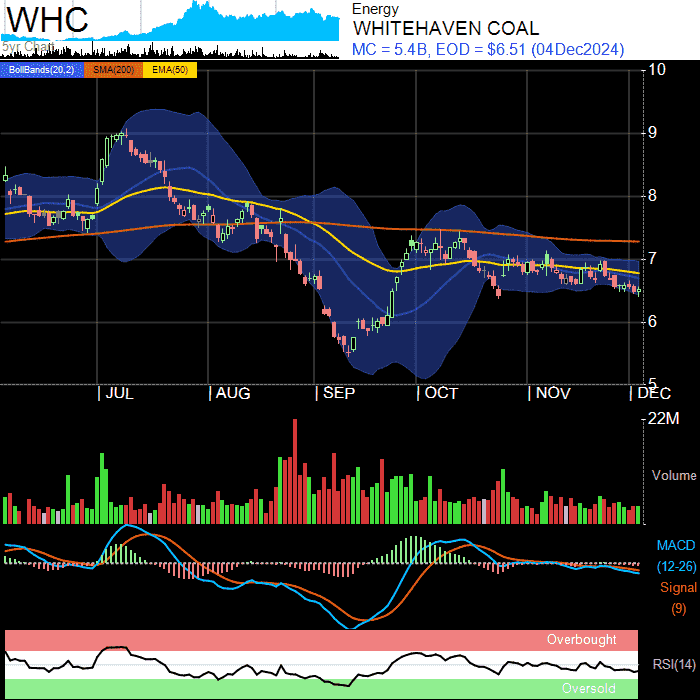 WHC
5yr Chart
Energy
WHITEHAVEN COAL
MC = 5.4B, EOD = $6.51 (04Dec2024)
BollBands(20,2) SMA(200) EMA(50)
10
9
8
7
6
5
JUL AUG SEP OCT NOV DEC
22M
Volume
MACD
(12-26)
Signal
(9)
Overbought
RSI(14)
Oversold